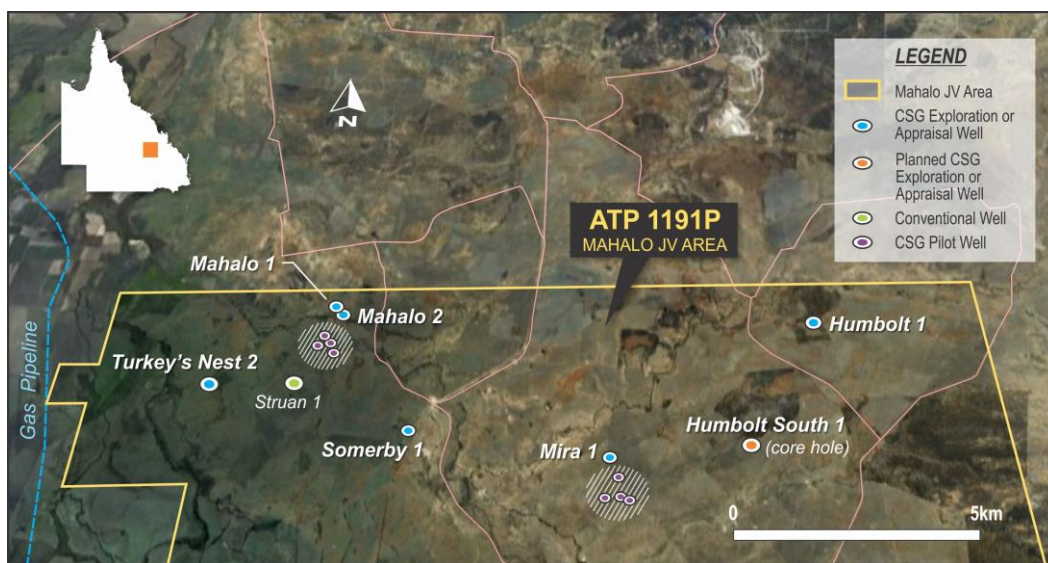 LEGEND
Mahalo JV Area
CSG Exploration or
Appraisal Well
Planned CSG
Exploration or
Appraisal Well
Conventional Well
CSG Pilot Well
N
ATP 1191P
MAHALO JV AREA
Mahalo 1
Mahalo 2
Humbolt 1
Turkey's Nest 2
Struan 1
Gas Pipeline
Somerby 1
Mira 1
Humbolt South 1
(core hole)
0
5km